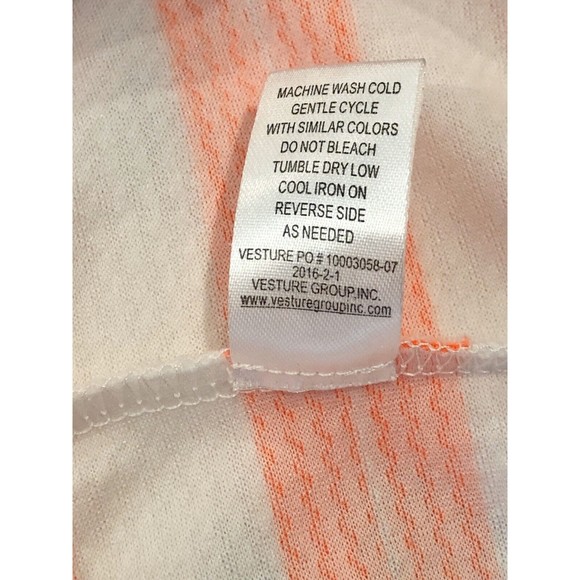 MACHINE WASH COLD
GENTLE CYCLE
WITH SIMILAR COLORS
DO NOT BLEACH
TUMBLE DRY LOW
COOL IRON ON
REVERSE SIDE
AS NEEDED
VESTURE PO # 10003058-07
2016-2-1
VESTURE GROUP,INC.
www.vesturegroupinc.com